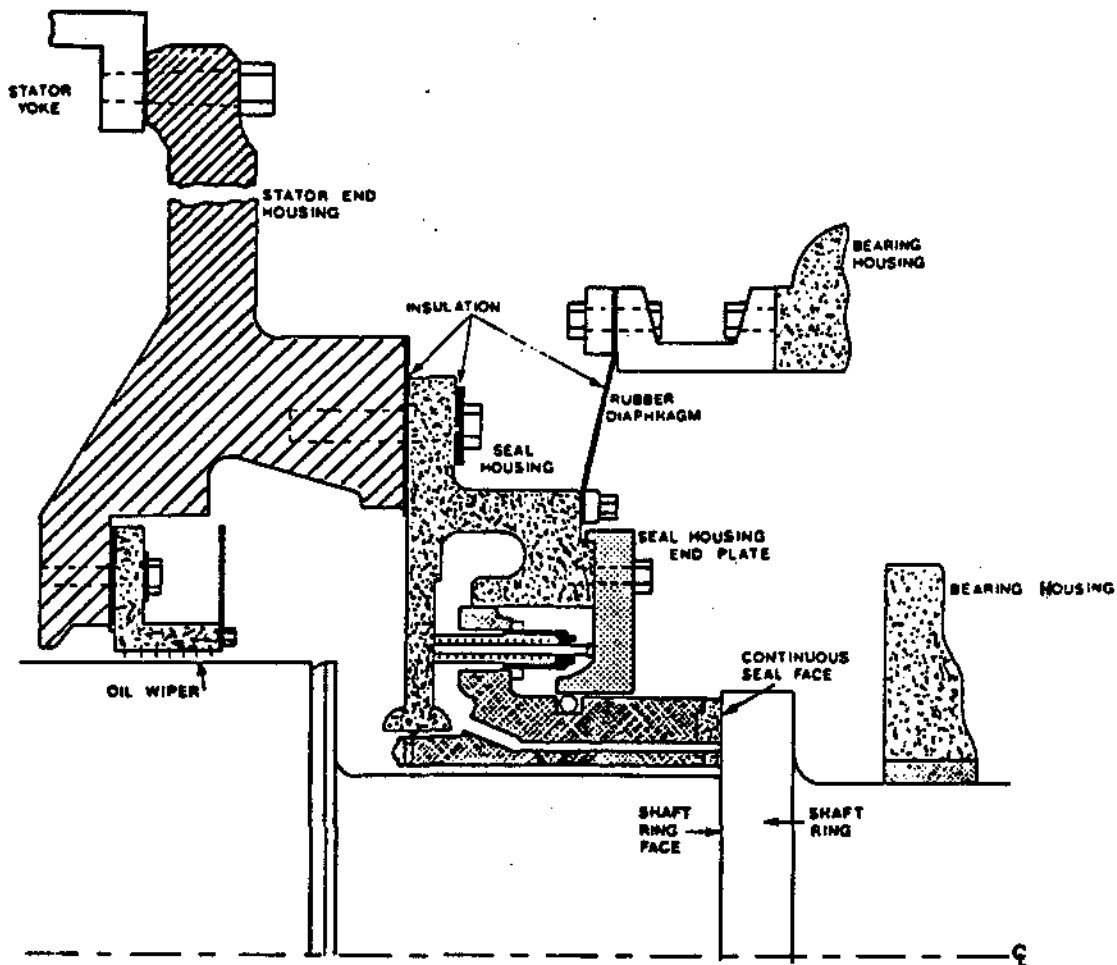 STATOR
YOKE
STATOR END
HOUSING
BEARING
HOUSING
INSULATION
RUBBER
DIAPHRAGM
SEAL
HOUSING
SEAL HOUSING
END PLATE
BEARING HOUSING
CONTINUOUS
SEAL FACE
OIL WIPER
SHAFT
RING
FACE
SHAFT
RING
℄